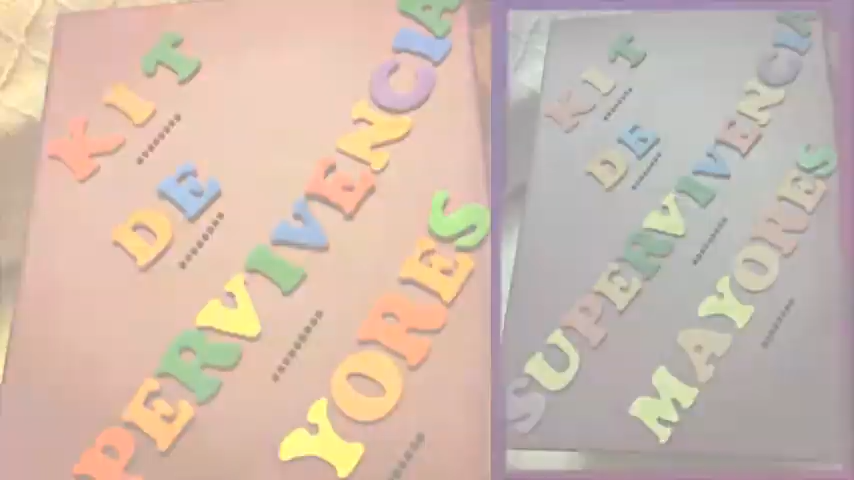 KIT
DE
PERVIVENCIA
YORES
KIT
DE
SUPERVIVENCIA
MAYORES